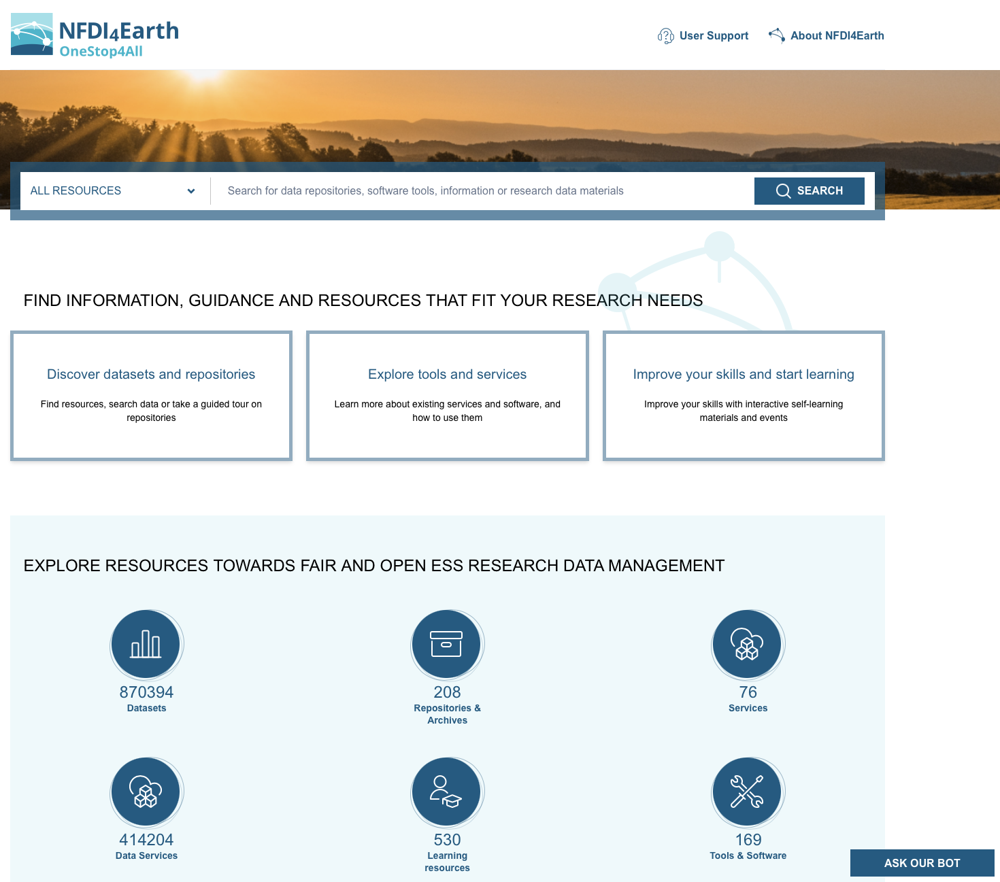 NFDI4Earth
OneStop4All
User Support
About NFDI4Earth
ALL RESOURCES
Search for data repositories, software tools, information or research data materials
SEARCH
FIND INFORMATION, GUIDANCE AND RESOURCES THAT FIT YOUR RESEARCH NEEDS
Discover datasets and repositories
Find resources, search data or take a guided tour on
repositories
Explore tools and services
Learn more about existing services and software, and
how to use them
Improve your skills and start learning
Improve your skills with interactive self-learning
materials and events
EXPLORE RESOURCES TOWARDS FAIR AND OPEN ESS RESEARCH DATA MANAGEMENT
870394
Datasets
208
Repositories &
Archives
76
Services
414204
Data Services
530
Learning
resources
169
Tools & Software
ASK OUR BOT